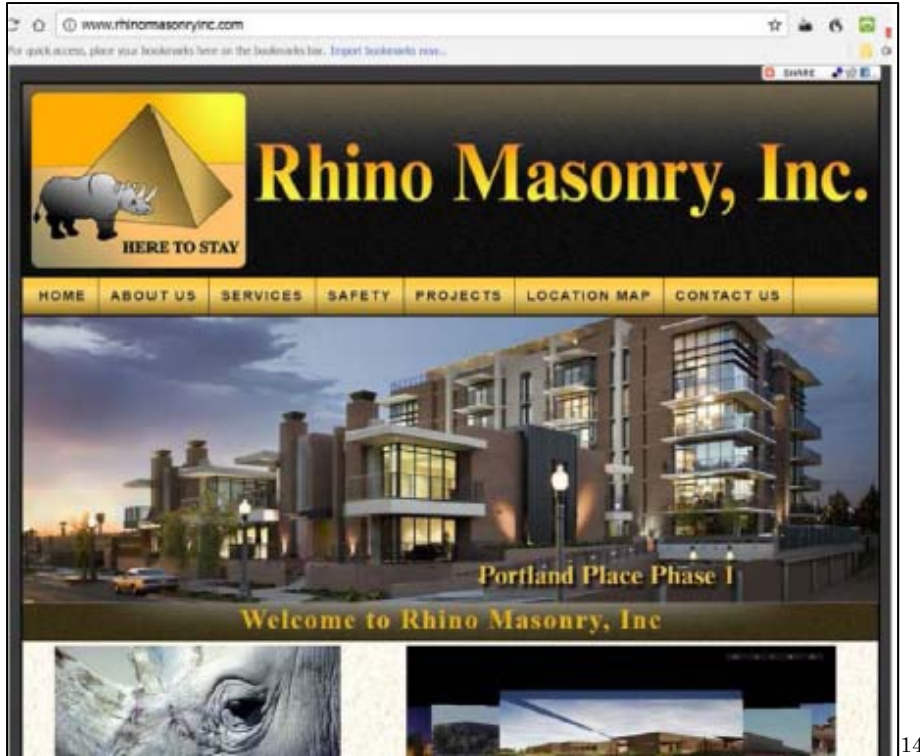 www.rhinomasonryinc.com
For quick access, place your bookmarks here on the bookmarks bar. Import bookmarks now...
SHARE
Rhino Masonry, Inc.
HERE TO STAY
HOME ABOUT US SERVICES SAFETY PROJECTS LOCATION MAP CONTACT US
Portland Place Phase I
Welcome to Rhino Masonry, Inc
14